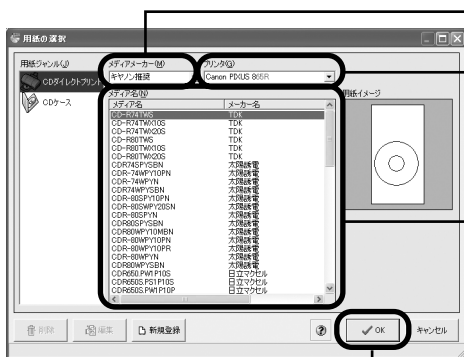 用紙の選択
用紙ジャンル(J)
メディアメーカー(M)
プリンタ(Q)
CDダイレクトプリント
CDケース
キヤノン推奨
Canon PIXUS 865R
メディア名(N)
用紙イメージ
メディア名 メーカー名
CD-R74TWS TDK
CD-R74TWX10S TDK
CD-R74TWX20S TDK
CD-R80TWS TDK
CD-R80TWX10S TDK
CD-R80TWX20S TDK
CDR74SPYSBN 太陽誘電
CDR-74WPY10PN 太陽誘電
CDR-74WPYN 太陽誘電
CDR74WPYSBN 太陽誘電
CDR-80SPY10PN 太陽誘電
CDR-80SWPY20SN 太陽誘電
CDR-80SPYN 太陽誘電
CDR80SPYSBN 太陽誘電
CDR80WPY10MBN 太陽誘電
CDR-80WPY10PN 太陽誘電
CDR-80WPY10PR 太陽誘電
CDR-80WPYN 太陽誘電
CDR80WPYSBN 太陽誘電
CDR650.PW1P10S 日立マクセル
CDR650S.PS1P10S 日立マクセル
CDR650S.PW1P10P 日立マクセル
削除
編集
新規登録
OK
キャンセル